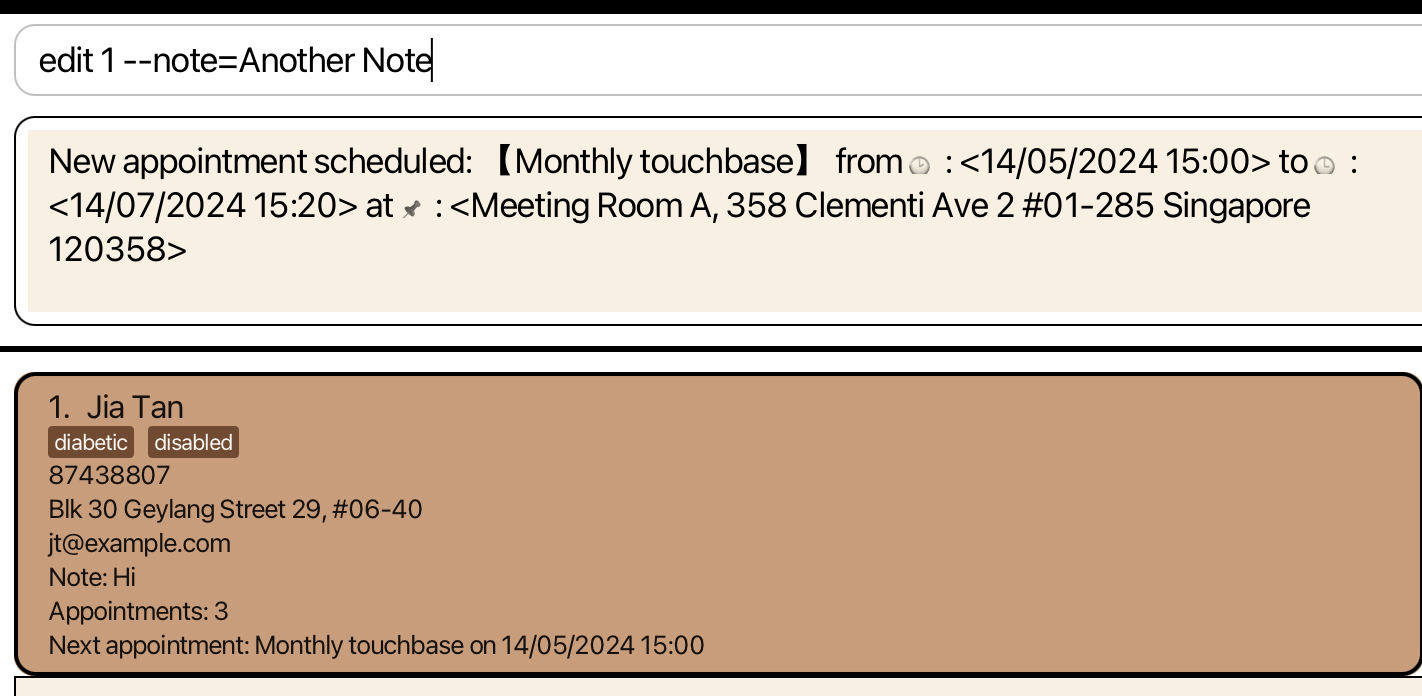 edit 1 --note=Another Note
New appointment scheduled: 【Monthly touchbase】 from 🕒 : <14/05/2024 15:00> to 🕒 :
<14/07/2024 15:20> at 📌 : <Meeting Room A, 358 Clementi Ave 2 #01-285 Singapore
120358>
1. Jia Tan
diabetic disabled
87438807
Blk 30 Geylang Street 29, #06-40
jt@example.com
Note: Hi
Appointments: 3
Next appointment: Monthly touchbase on 14/05/2024 15:00